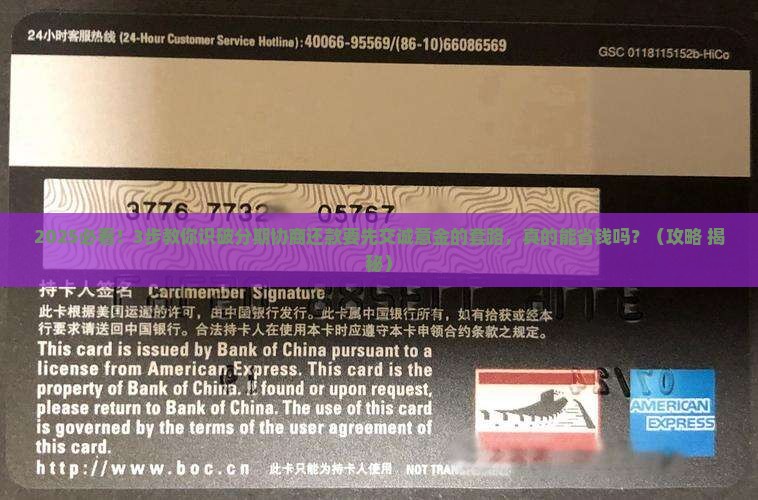 24小时客服热线 (24-Hour Customer Service Hotline):40066-95569/(86-10)66086569
GSC 0118115152b-HiCo
2025必看！3步教你识破分期协商还款要先交诚意金的套路，真的能省钱吗？（攻略 揭
秘）
持卡人签名 Cardmember Signature
此卡根据美国运通的许可，由中国银行发行。此卡属中国银行所有，如有拾获或经本
行要求请送回中国银行。合法持卡人在使用本卡时应遵守本卡申领合约条款之规定。
This card is issued by Bank of China pursuant to a
license from American Express. This card is the
property of Bank of China. If found or upon request,
please return to Bank of China. The use of this card
is governed by the terms of the user agreement of
this card.
AMERICAN
EXPRESS
http://www.boc.cn 此卡只能为持卡人使用 NOT